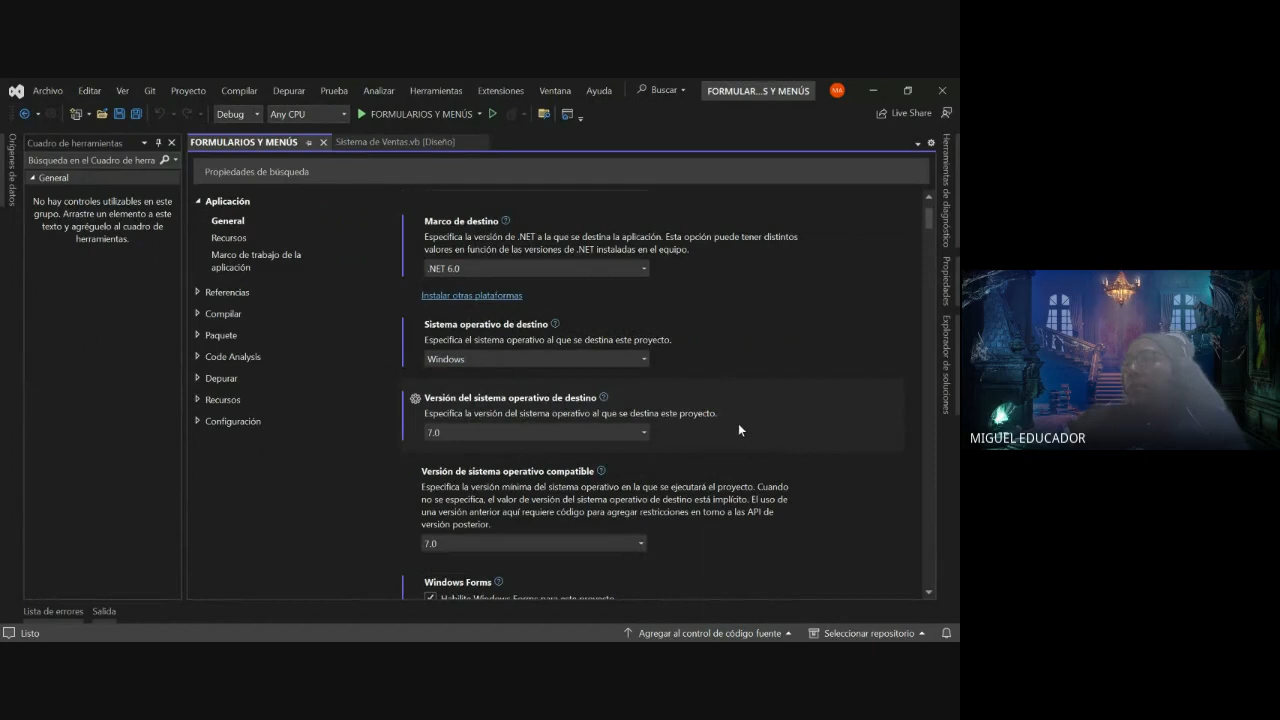 Archivo Editar Ver Git Proyecto Compilar Depurar Prueba Analizar Herramientas Extensiones Ventana Ayuda Buscar FORMULAR...S Y MENÚS MA
Debug Any CPU FORMULARIOS Y MENÚS Live Share
Orígenes de datos
Cuadro de herramientas
Búsqueda en el Cuadro de herra
General
No hay controles utilizables en este
grupo. Arrastre un elemento a este
texto y agréguelo al cuadro de
herramientas.
FORMULARIOS Y MENÚS Sistema de Ventas.vb [Diseño]
Propiedades de búsqueda
Aplicación
General
Recursos
Marco de trabajo de la
aplicación
Referencias
Compilar
Paquete
Code Analysis
Depurar
Recursos
Configuración
Marco de destino
Especifica la versión de .NET a la que se destina la aplicación. Esta opción puede tener distintos
valores en función de las versiones de .NET instaladas en el equipo.
.NET 6.0
Instalar otras plataformas
Sistema operativo de destino
Especifica el sistema operativo al que se destina este proyecto.
Windows
Versión del sistema operativo de destino
Especifica la versión del sistema operativo al que se destina este proyecto.
7.0
Versión de sistema operativo compatible
Especifica la versión mínima del sistema operativo en la que se ejecutará el proyecto. Cuando
no se especifica, el valor de versión del sistema operativo de destino está implícito. El uso de
una versión anterior aquí requiere código para agregar restricciones en torno a las API de
versión posterior.
7.0
Windows Forms
Habilite Windows Forms para este proyecto
Herramientas de diagnóstico
Propiedades
Explorador de soluciones
Lista de errores Salida
Listo Agregar al control de código fuente Seleccionar repositorio
MIGUEL EDUCADOR